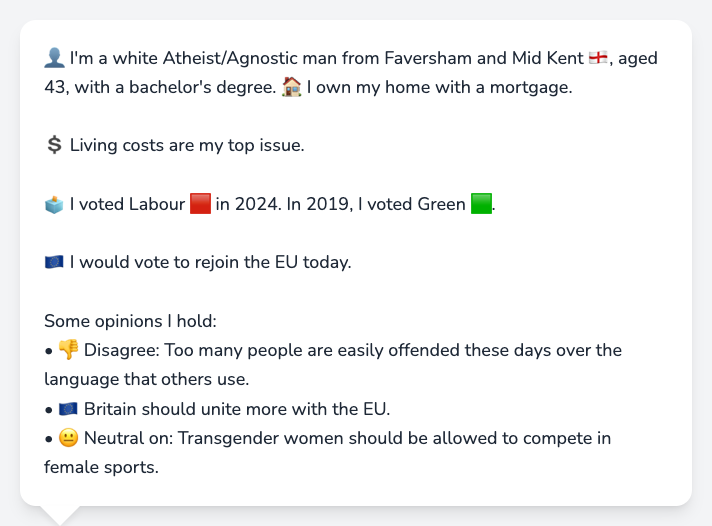 👤 I'm a white Atheist/Agnostic man from Faversham and Mid Kent 🏴󠁧󠁢󠁥󠁮󠁧󠁿, aged
43, with a bachelor's degree. 🏠 I own my home with a mortgage.
💲 Living costs are my top issue.
🗳️ I voted Labour 🟥 in 2024. In 2019, I voted Green 🟩.
🇪🇺 I would vote to rejoin the EU today.
Some opinions I hold:
• 👎 Disagree: Too many people are easily offended these days over the
language that others use.
• 🇪🇺 Britain should unite more with the EU.
• 😐 Neutral on: Transgender women should be allowed to compete in
female sports.